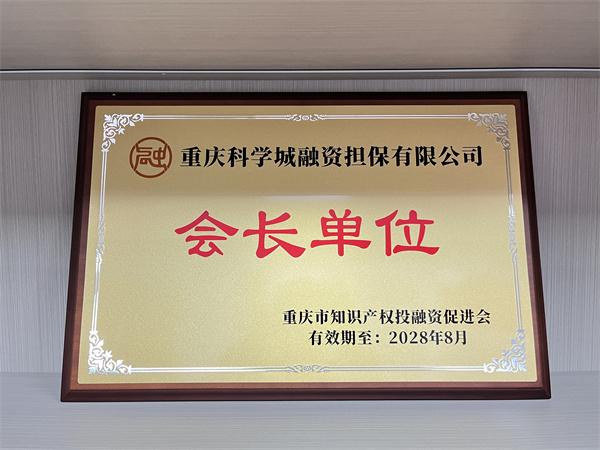 重庆科学城融资担保有限公司
会长单位
重庆市知识产权投融资促进会
有效期至：2028年8月